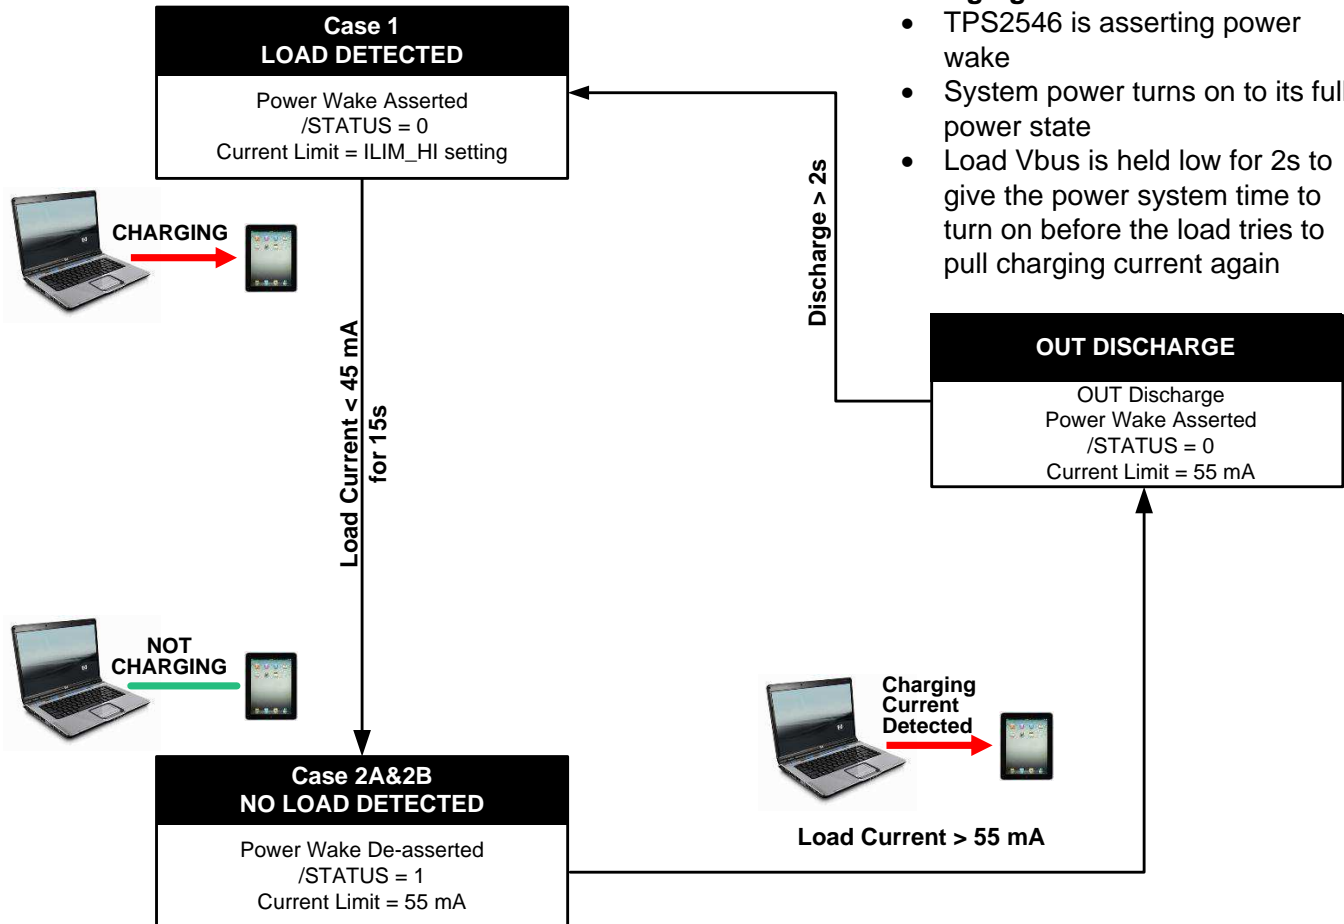 Case 1
LOAD DETECTED
Power Wake Asserted
/STATUS = 0
Current Limit = ILIM_HI setting
• TPS2546 is asserting power
wake
• System power turns on to its full
power state
• Load Vbus is held low for 2s to
give the power system time to
turn on before the load tries to
pull charging current again
CHARGING
Discharge > 2s
Load Current < 45 mA
for 15s
OUT DISCHARGE
OUT Discharge
Power Wake Asserted
/STATUS = 0
Current Limit = 55 mA
NOT
CHARGING
Charging
Current
Detected
Load Current > 55 mA
Case 2A&2B
NO LOAD DETECTED
Power Wake De-asserted
/STATUS = 1
Current Limit = 55 mA